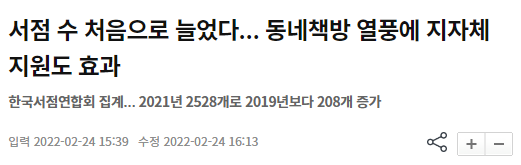 서점 수 처음으로 늘었다... 동네책방 열풍에 지자체
지원도 효과
한국서점연합회 집계... 2021년 2528개로 2019년보다 208개 증가
입력 2022-02-24 15:39 수정 2022-02-24 16:13